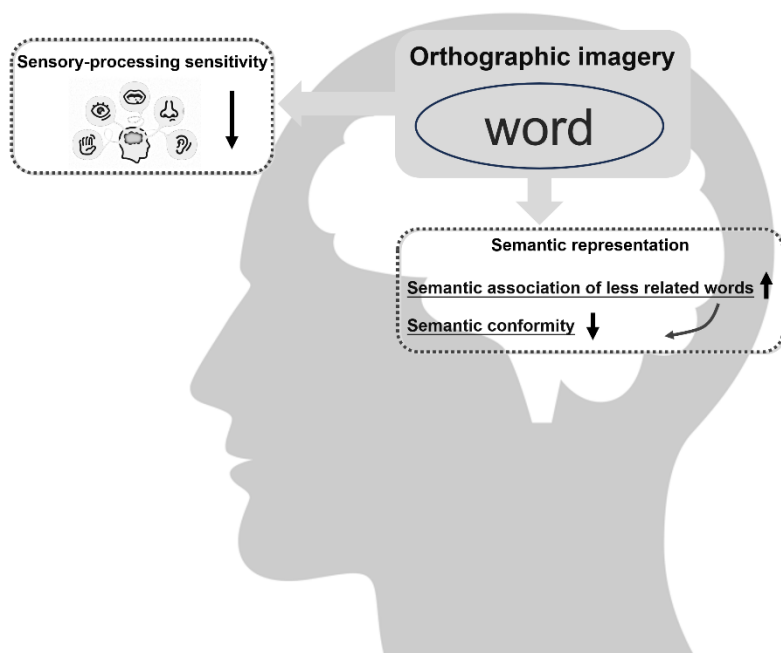 Sensory-processing sensitivity
Orthographic imagery
word
Semantic representation
Semantic association of less related words
Semantic conformity